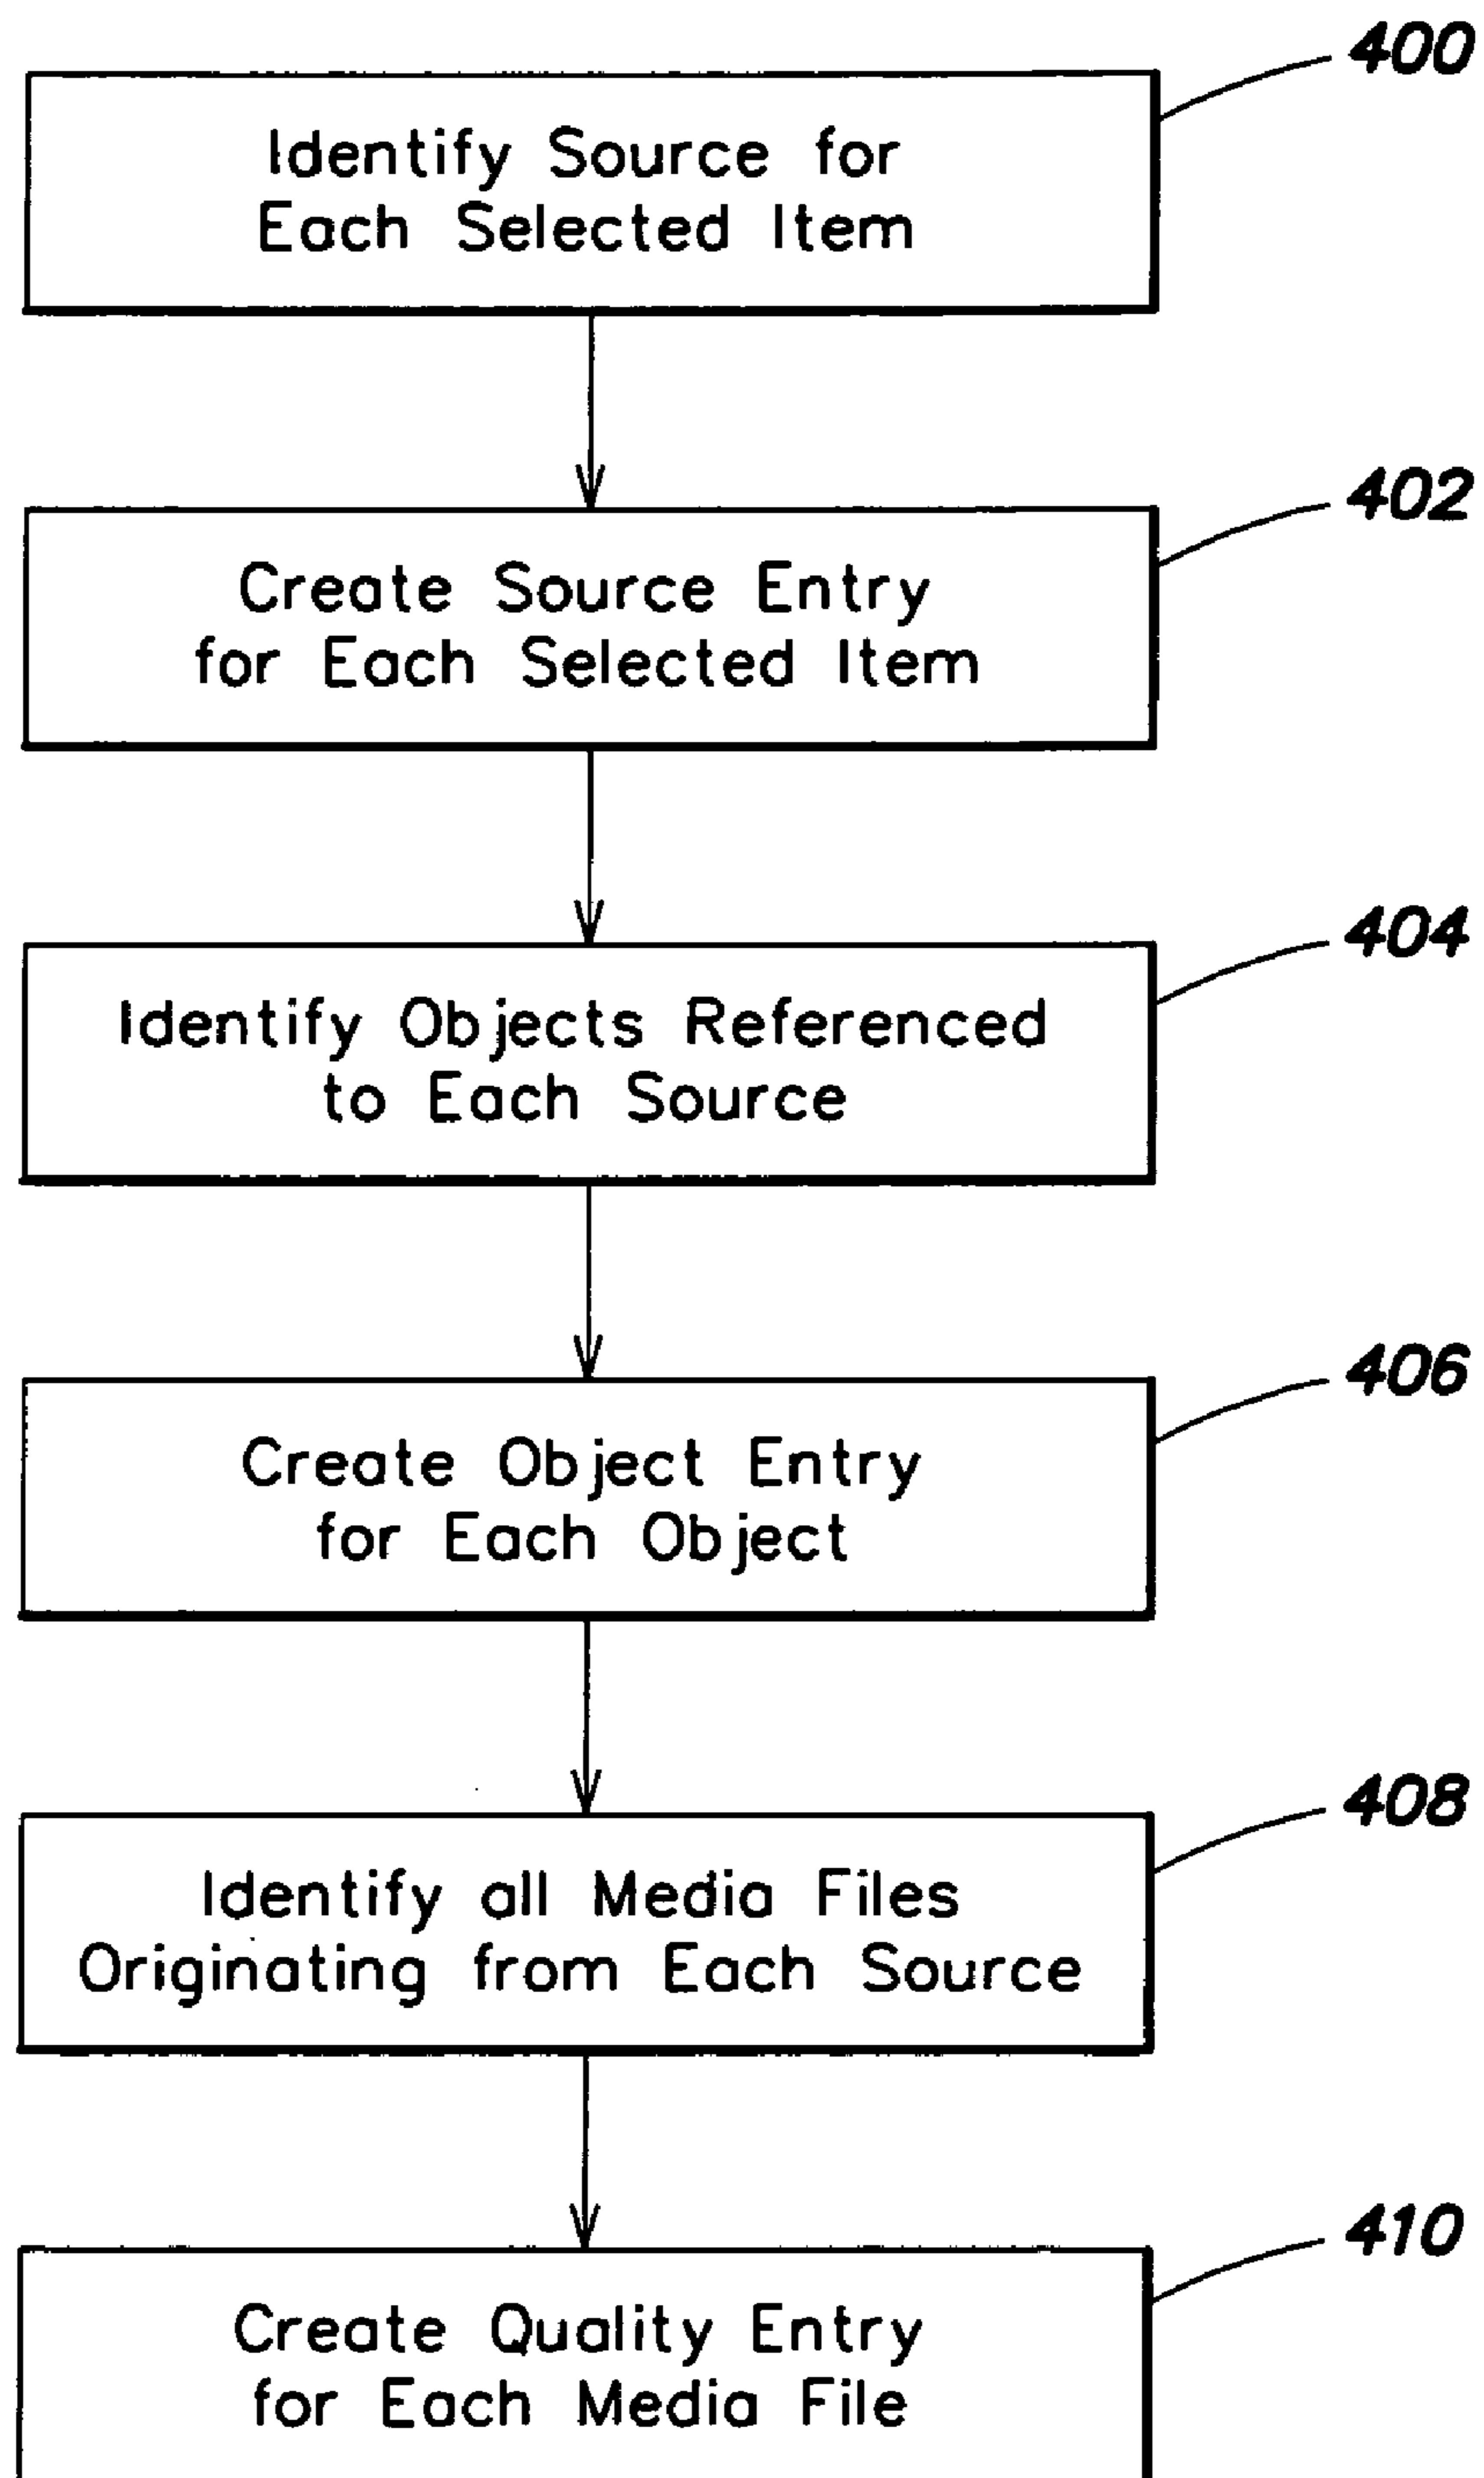 400
Identify Source for
Each Selected Item
402
Create Source Entry
for Each Selected Item
404
Identify Objects Referenced
to Each Source
406
Create Object Entry
for Each Object
408
Identify all Media Files
Originating from Each Source
410
Create Quality Entry
for Each Media File